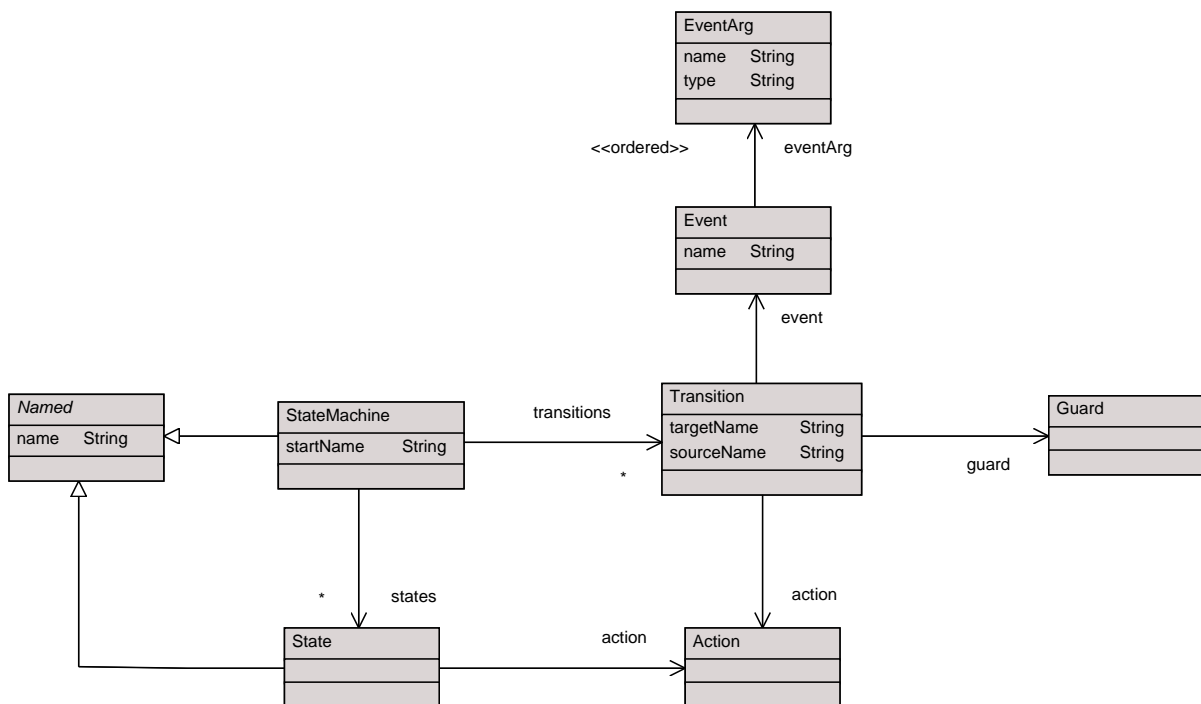 EventArg
name String
type String
<<ordered>> eventArg
Event
name String
event
Named
name String
StateMachine
startName String
transitions
*
Transition
targetName String
sourceName String
Guard
guard
* states
action
State
action
Action